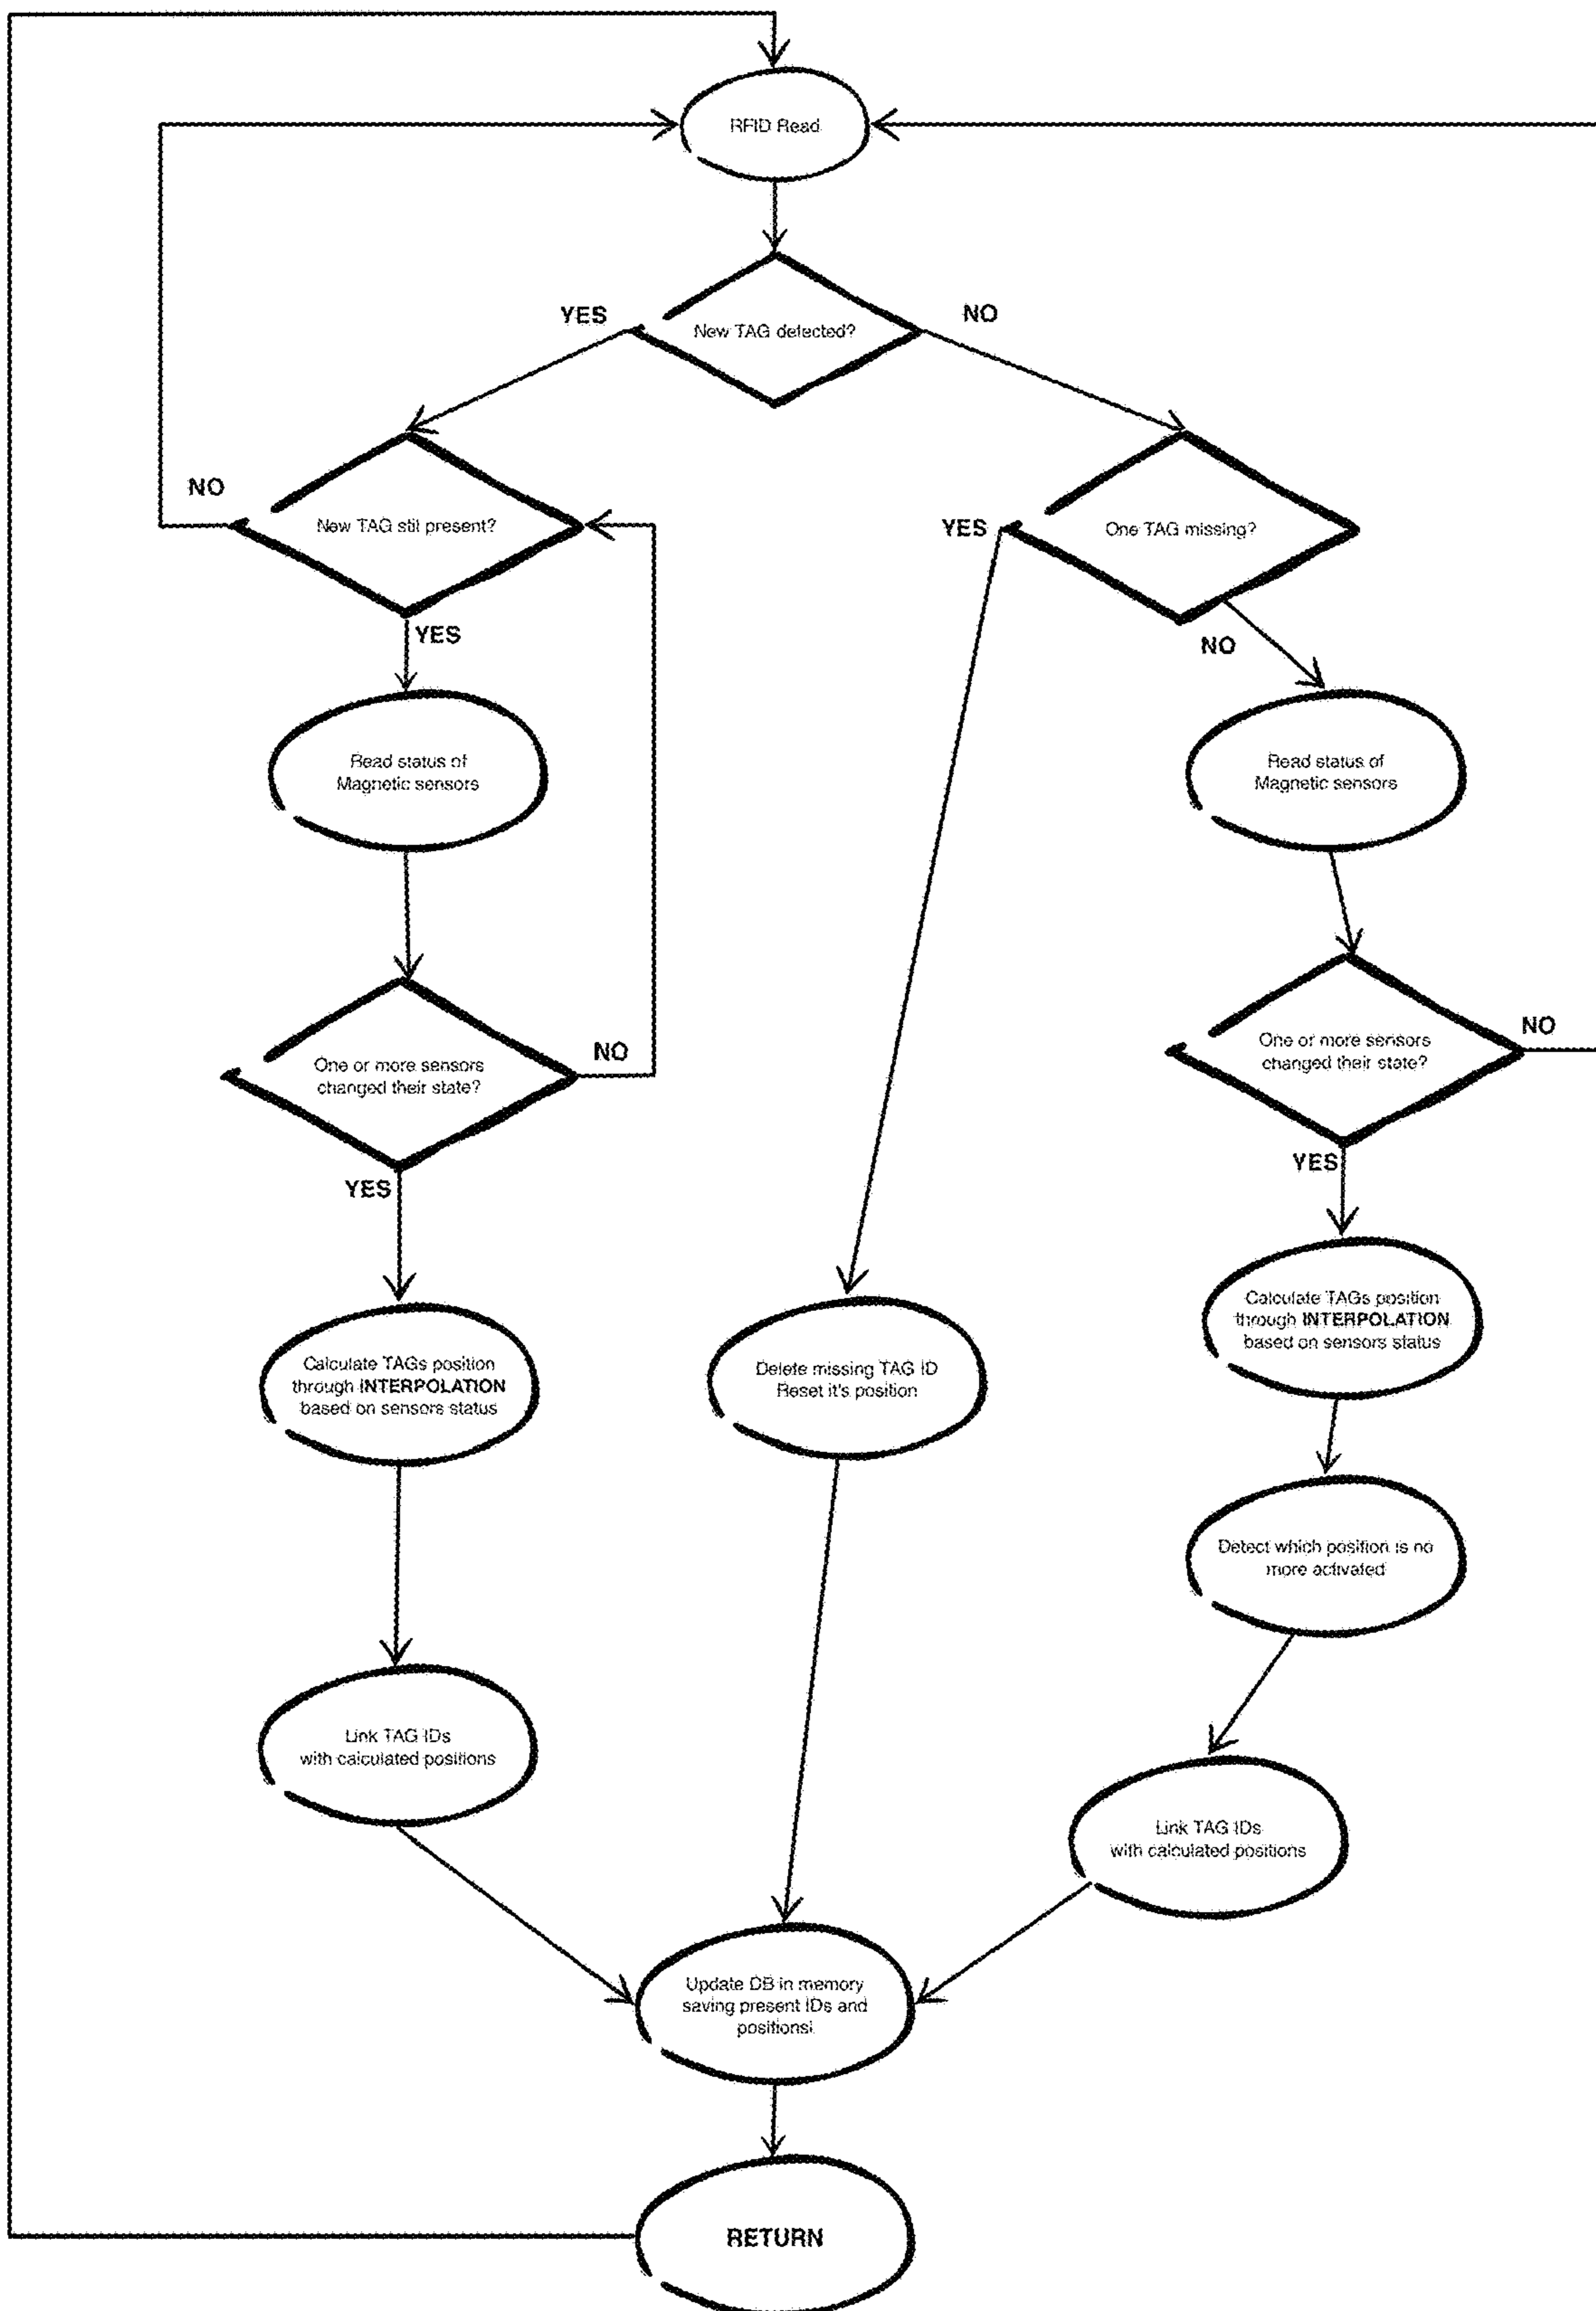 RFID Read
YES
New TAG detected?
NO
NO
New TAG still present?
YES
YES
One TAG missing?
NO
Read status of
Magnetic sensors
Read status of
Magnetic sensors
One or more sensors
changed their state?
NO
YES
One or more sensors
changed their state?
NO
YES
Calculate TAGs position
through INTERPOLATION
based on sensors status
Delete missing TAG ID
Reset it's position
Calculate TAGs position
through INTERPOLATION
based on sensors status
Detect which position is no
more activated
Link TAG IDs
with calculated positions
Link TAG IDs
with calculated positions
Update DB in memory
saving present IDs and
positions!
RETURN